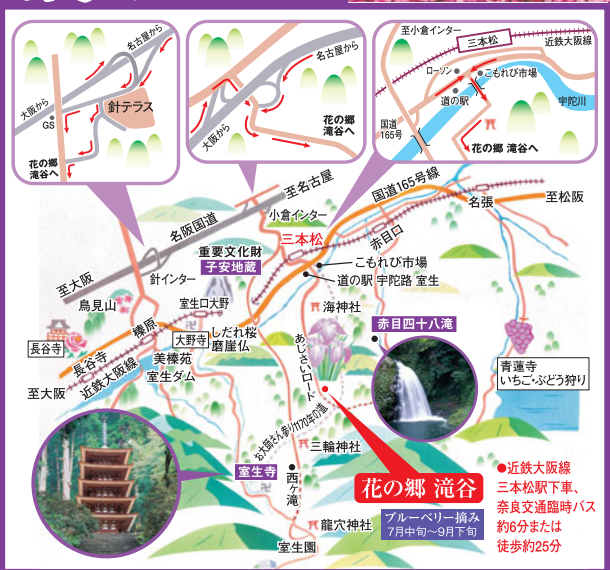 名古屋から
大阪から
GS
針テラス
花の郷
滝谷へ
名古屋から
大阪から
花の郷
滝谷へ
至小倉インター
三本松
近鉄大阪線
ローソン
こもれび市場
道の駅
宇陀川
国道
165号
花の郷 滝谷へ
至名古屋
国道165号線
名張
至松阪
名阪国道
小倉インター
赤目口
重要文化財
子安地蔵
三本松
至大阪
針インター
こもれび市場
道の駅 宇陀路 室生
鳥見山
室生口大野
海神社
赤目四十八滝
榛原
大野寺
しだれ桜
磨崖仏
長谷寺
長谷寺
美榛苑
あじさいロード
青蓮寺
いちご・ぶどう狩り
近鉄大阪線
室生ダム
至大阪
お大師さん参り1170年の道
三輪神社
室生寺
西ヶ滝
花の郷 滝谷
ブルーベリー摘み
7月中旬～9月下旬
龍穴神社
室生園
●近鉄大阪線
三本松駅下車、
奈良交通臨時バス
約6分または
徒歩約25分